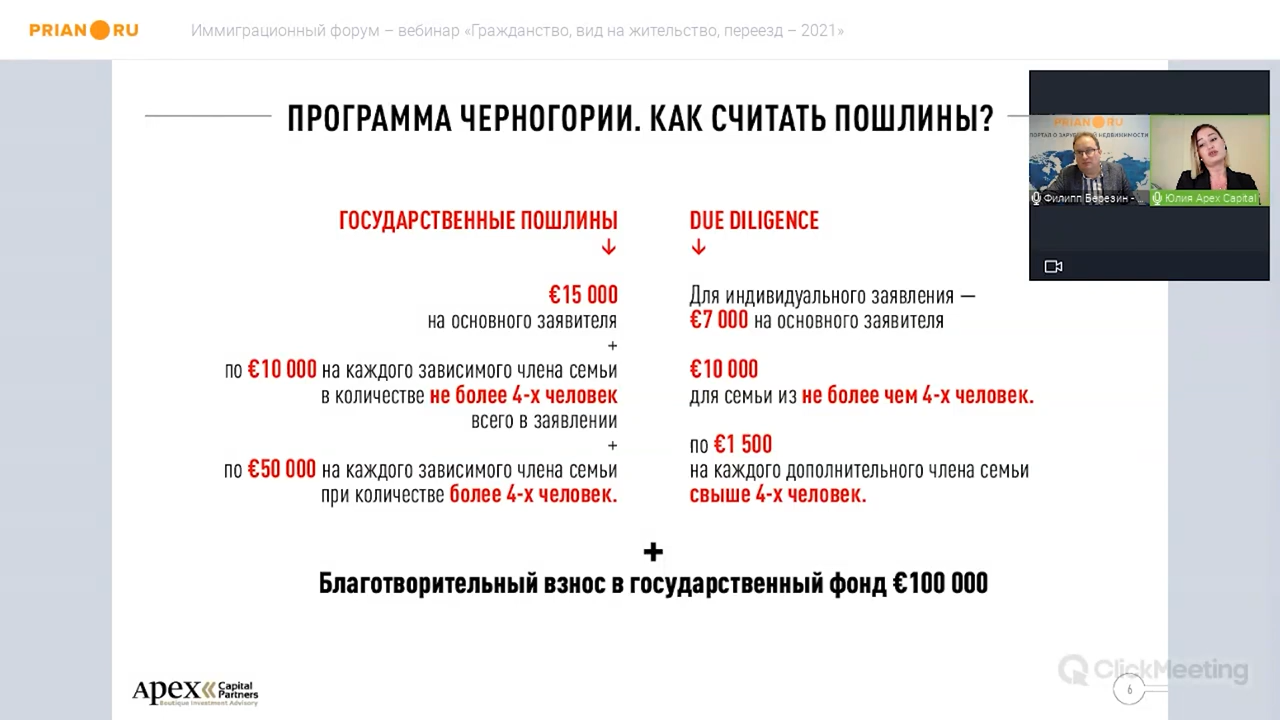 PRIAN RU
Иммиграционный форум – вебинар «Гражданство, вид на жительство, переезд – 2021»
ПРОГРАММА ЧЕРНОГОРИИ. КАК СЧИТАТЬ ПОШЛИНЫ?
PRIAN RU
ПОРТАЛ О ЗАРУБЕЖНОЙ НЕДВИЖИМОСТИ
Филипп Березин - ...
Юлия Apex Capital
ГОСУДАРСТВЕННЫЕ ПОШЛИНЫ
↓
€15 000
на основного заявителя
+
по €10 000 на каждого зависимого члена семьи
в количестве не более 4-х человек
всего в заявлении
+
по €50 000 на каждого зависимого члена семьи
при количестве более 4-х человек.
DUE DILIGENCE
↓
Для индивидуального заявления —
€7 000 на основного заявителя
€10 000
для семьи из не более чем 4-х человек.
по €1 500
на каждого дополнительного члена семьи
свыше 4-х человек.
+
Благотворительный взнос в государственный фонд €100 000
Apex Capital
Partners
Boutique Investment Advisory
ClickMeeting
6